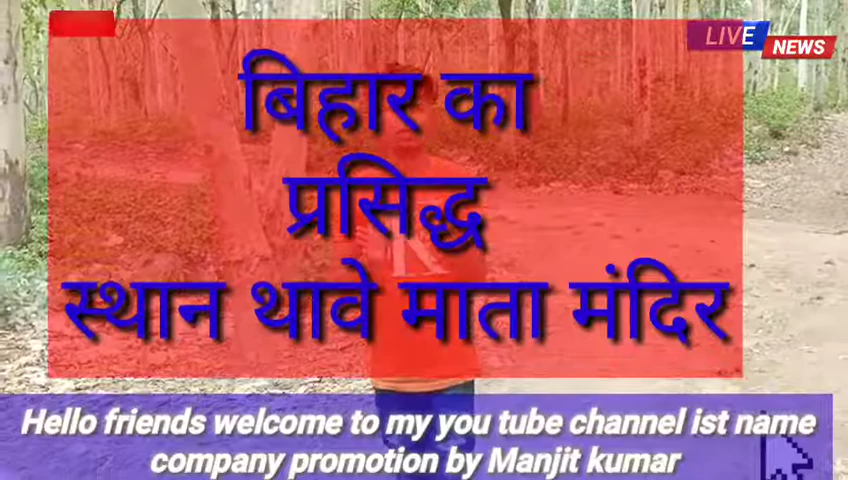 LIVE
NEWS
बिहार का
प्रसिद्ध
स्थान थावे माता मंदिर
Hello friends welcome to my you tube channel ist name
company promotion by Manjit kumar